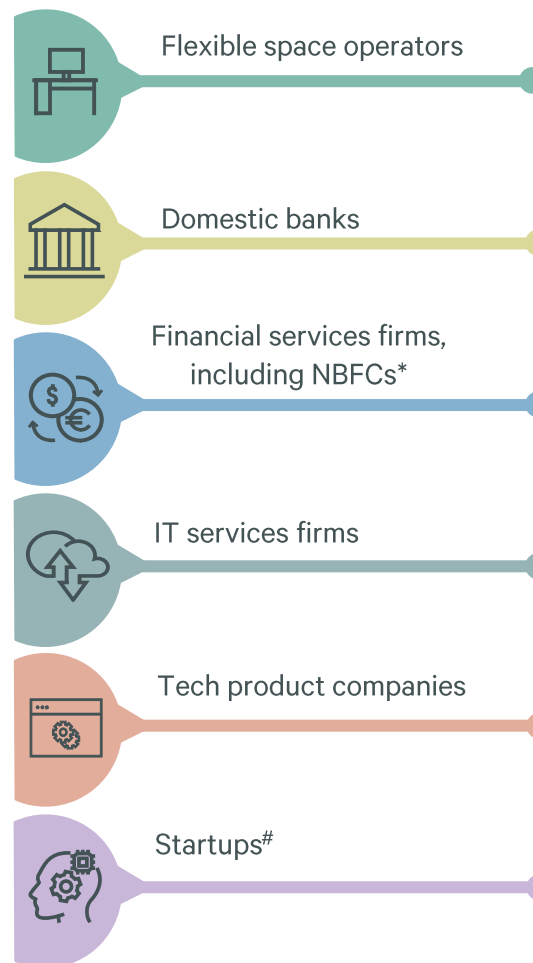 Flexible space operators
Domestic banks
Financial services firms,
including NBFCs*
IT services firms
Tech product companies
Startups#